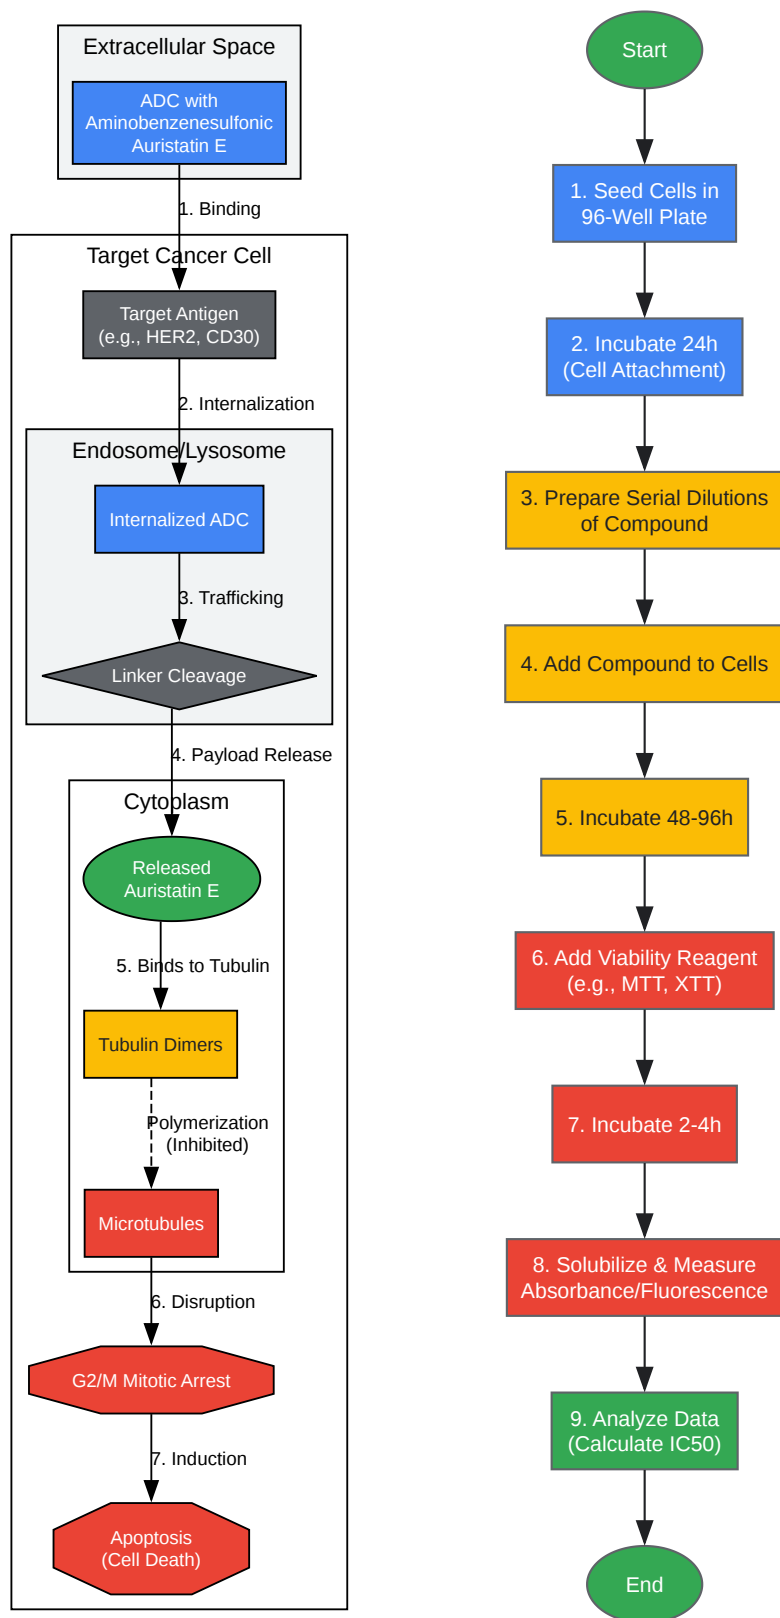 Extracellular Space
ADC with
Aminobenzenesulfonic
Auristatin E
1. Binding
Target Cancer Cell
Target Antigen
(e.g., HER2, CD30)
2. Internalization
Endosome/Lysosome
Internalized ADC
3. Trafficking
Linker Cleavage
4. Payload Release
Cytoplasm
Released
Auristatin E
5. Binds to Tubulin
Tubulin Dimers
Polymerization
(Inhibited)
Microtubules
6. Disruption
G2/M Mitotic Arrest
7. Induction
Apoptosis
(Cell Death)
Start
1. Seed Cells in
96-Well Plate
2. Incubate 24h
(Cell Attachment)
3. Prepare Serial Dilutions
of Compound
4. Add Compound to Cells
5. Incubate 48-96h
6. Add Viability Reagent
(e.g., MTT, XTT)
7. Incubate 2-4h
8. Solubilize & Measure
Absorbance/Fluorescence
9. Analyze Data
(Calculate IC50)
End